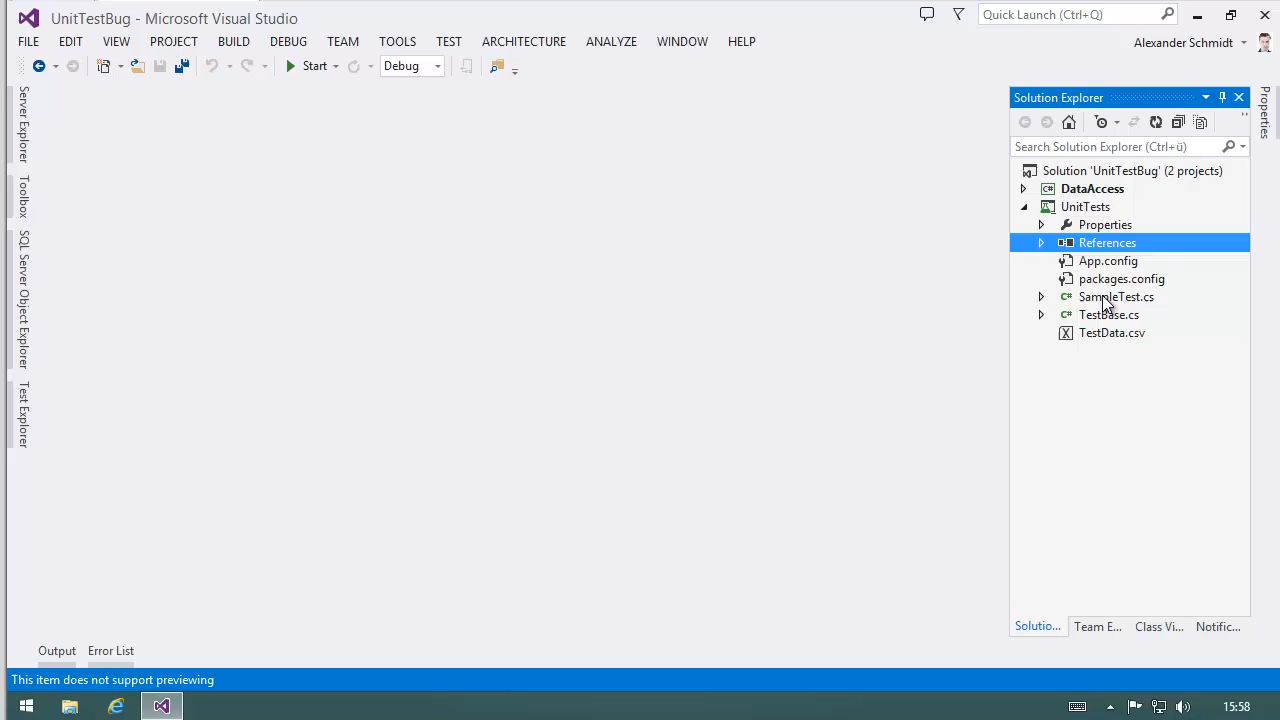 UnitTestBug - Microsoft Visual Studio
Quick Launch (Ctrl+Q)
FILE EDIT VIEW PROJECT BUILD DEBUG TEAM TOOLS TEST ARCHITECTURE ANALYZE WINDOW HELP
Alexander Schmidt
Start
Debug
Server Explorer
Toolbox
SQL Server Object Explorer
Test Explorer
Solution Explorer
Search Solution Explorer (Ctrl+ü)
Solution 'UnitTestBug' (2 projects)
DataAccess
UnitTests
Properties
References
App.config
packages.config
SampleTest.cs
TestBase.cs
TestData.csv
Properties
Solutio... Team E... Class Vi... Notific...
Output Error List
This item does not support previewing
15:58